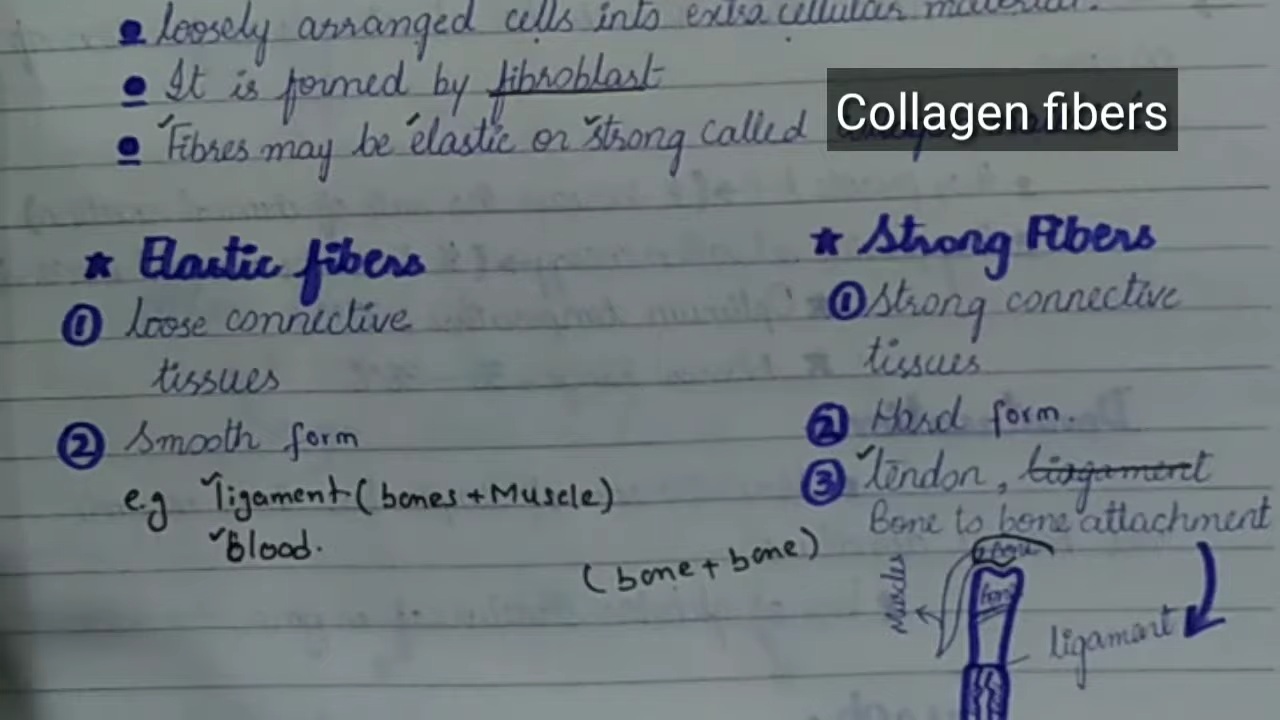 loosely arranged cells into extra cellular material.
It is formed by fibroblast
Fibres may be elastic or strong called
Collagen fibers
★ Elastic fibers
① loose connective
tissues
② Smooth form
e.g ligament (bones + Muscle)
Blood.
(bone + bone)
★ Strong Fibers
① Strong connective
tissues
② Hard form.
③ tendon, ligament
Bone to bone attachment
Muscles
Bone
ligament